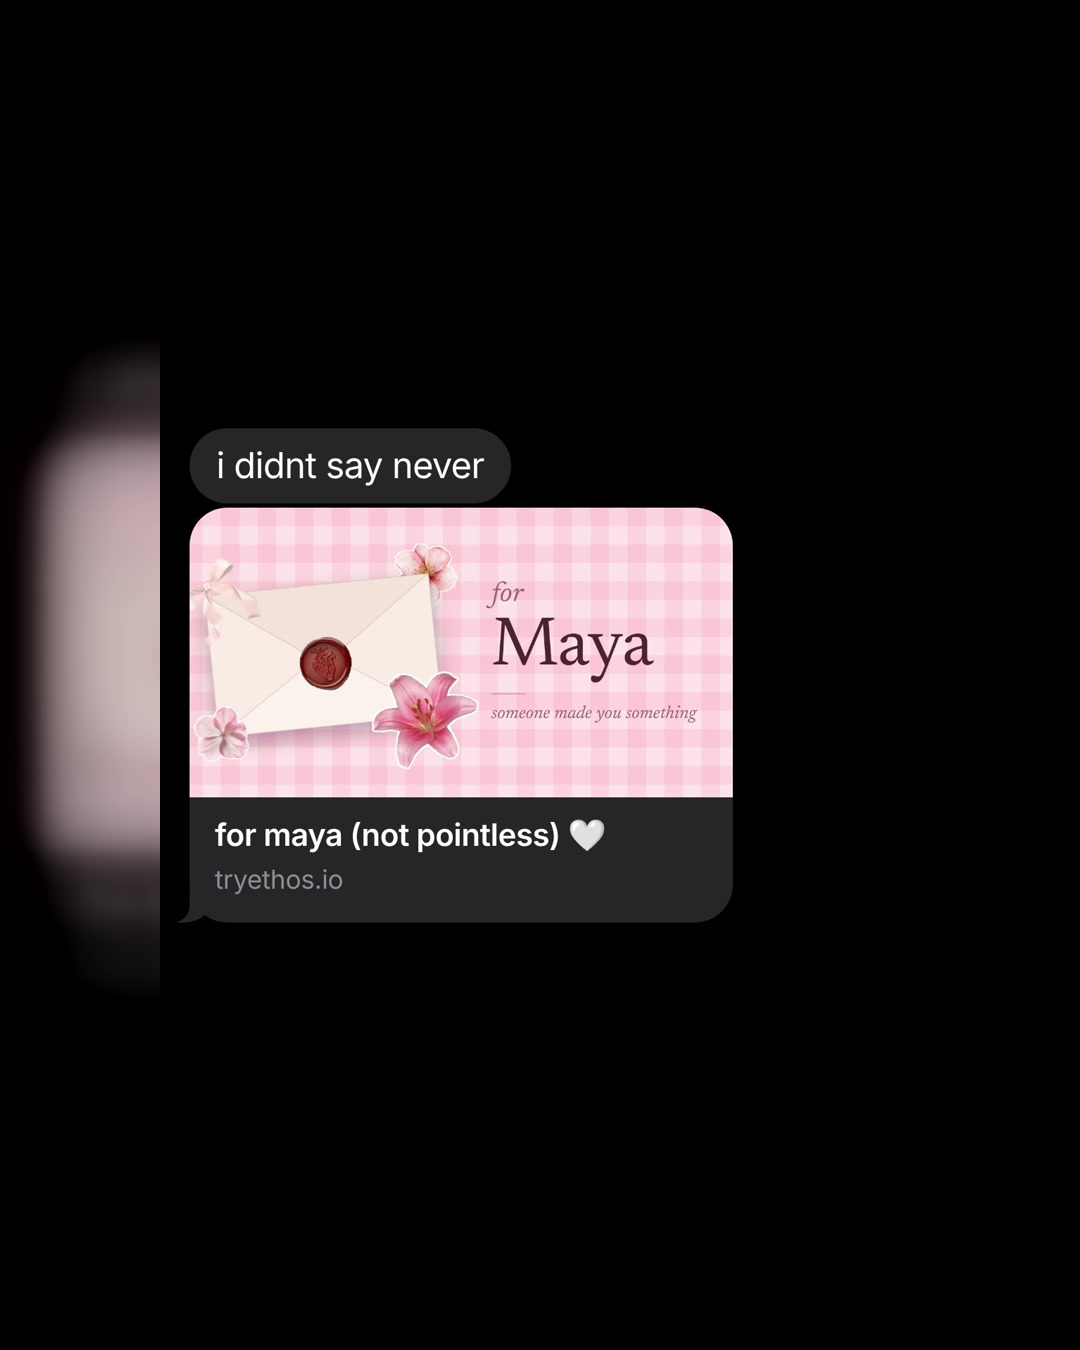 i didnt say never
for
Maya
someone made you something
for maya (not pointless) 🤍
tryethos.io